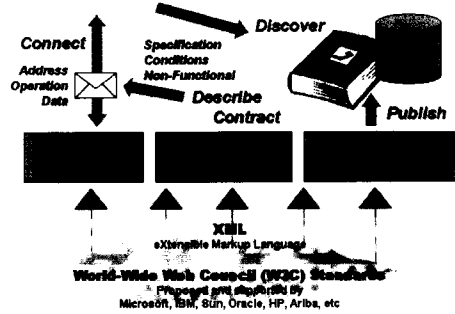 Discover
Connect
Specification
Conditions
Non-Functional
Address
Operation
Data
Describe
Contract
Publish
XML
eXtensible Markup Language
World-Wide Web Council (W3C) Standards
Proposed and supported by
Microsoft, IBM, Sun, Oracle, HP, Ariba, etc